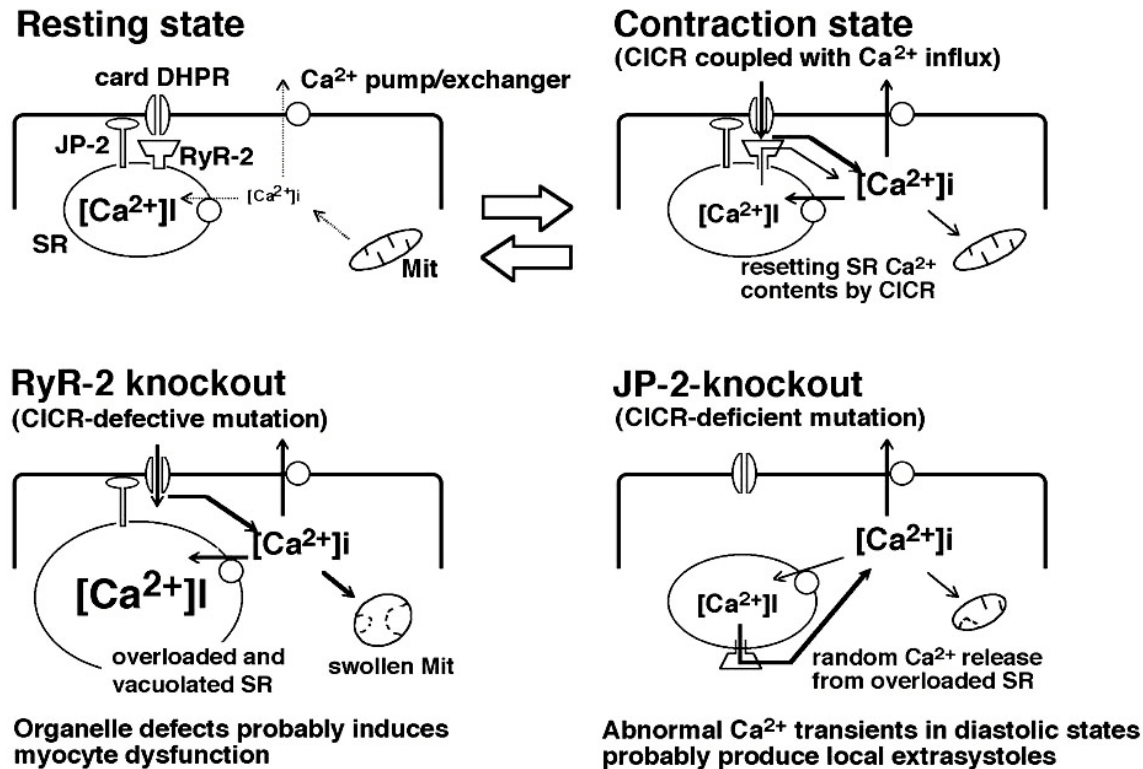 Resting state
card DHPR
Ca2+ pump/exchanger
JP-2
RyR-2
[Ca2+]l
[Ca2+]i
SR
Mit
Contraction state
(CICR coupled with Ca2+ influx)
[Ca2+]i
[Ca2+]l
resetting SR Ca2+
contents by CICR
RyR-2 knockout
(CICR-defective mutation)
[Ca2+]i
[Ca2+]l
overloaded and
vacuolated SR
swollen Mit
Organelle defects probably induces
myocyte dysfunction
JP-2-knockout
(CICR-deficient mutation)
[Ca2+]i
[Ca2+]l
random Ca2+ release
from overloaded SR
Abnormal Ca2+ transients in diastolic states
probably produce local extrasystoles